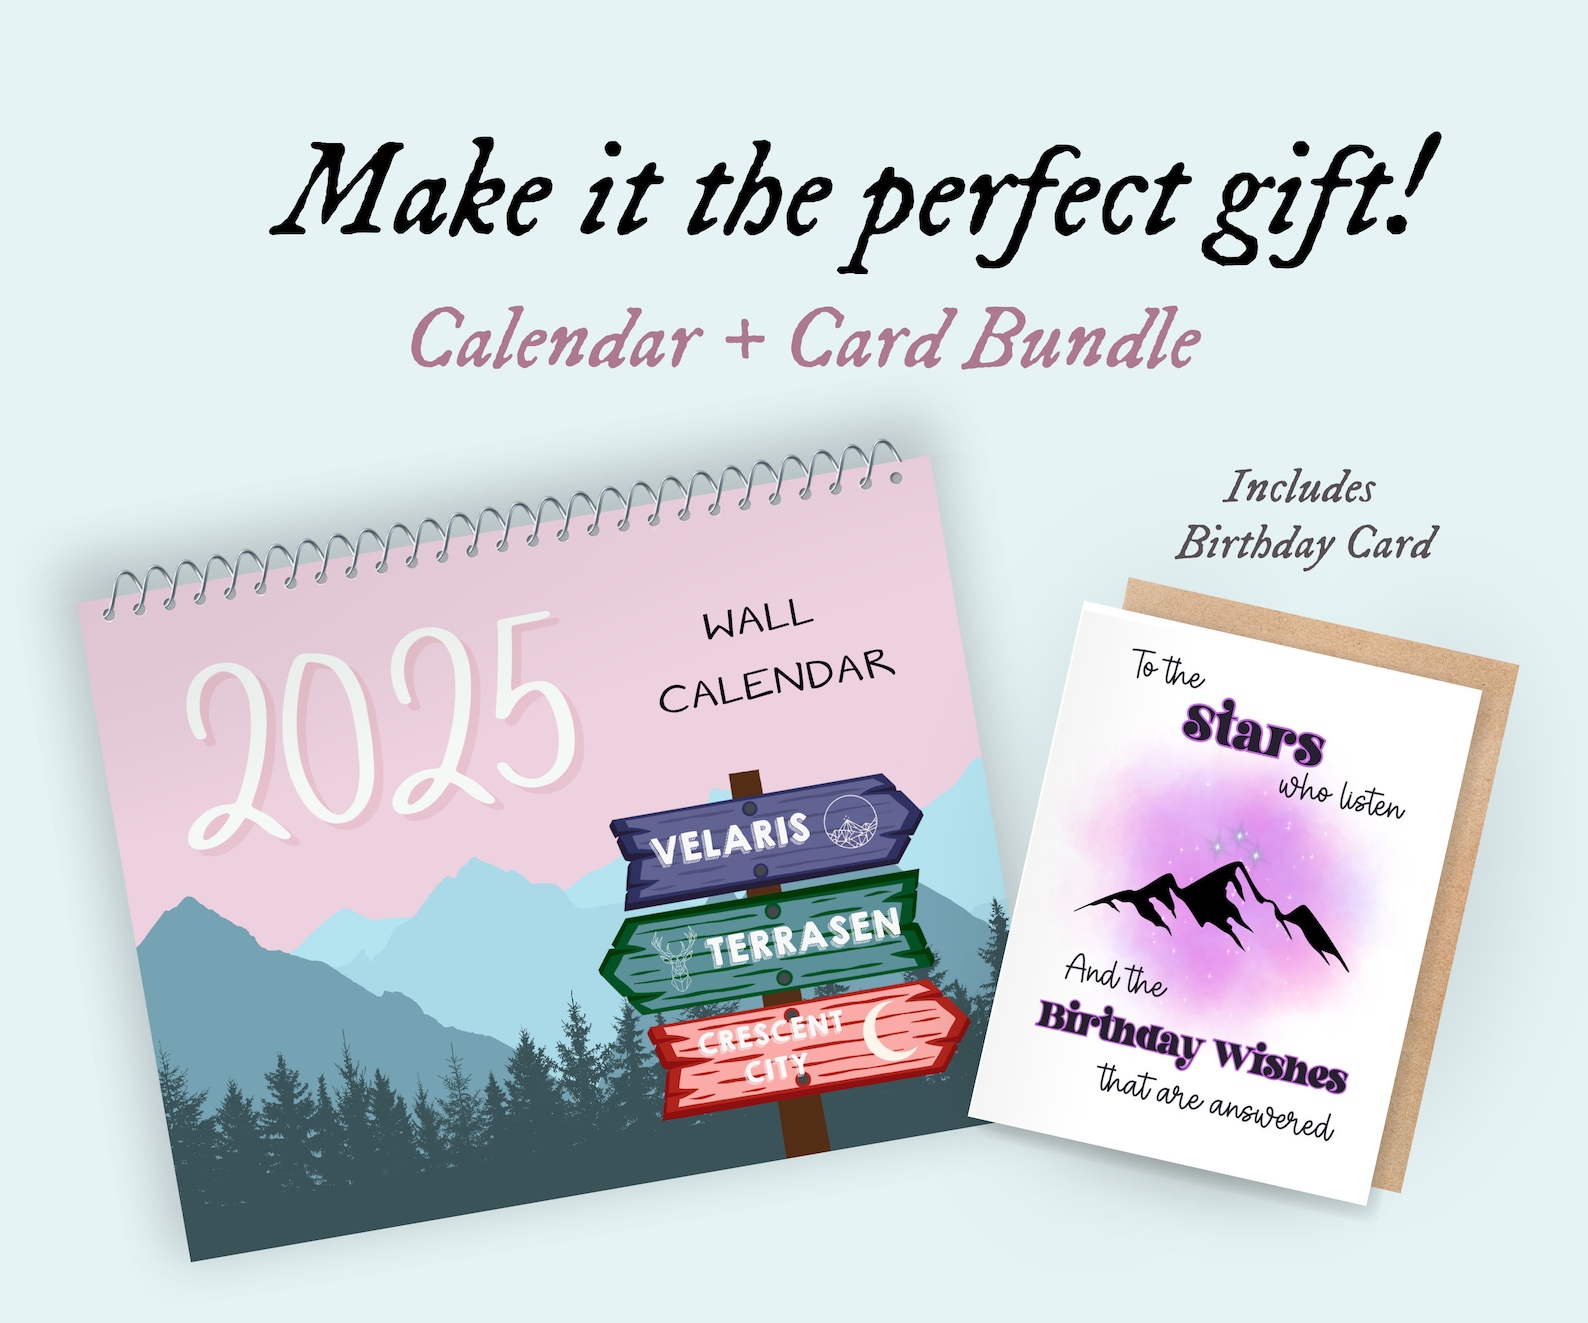 Make it the perfect gift!
Calendar + Card Bundle
Includes
Birthday Card
2025
WALL
CALENDAR
VELARIS
TERRASEN
CRESCENT
CITY
To the
stars
who listen
And the
Birthday Wishes
that are answered